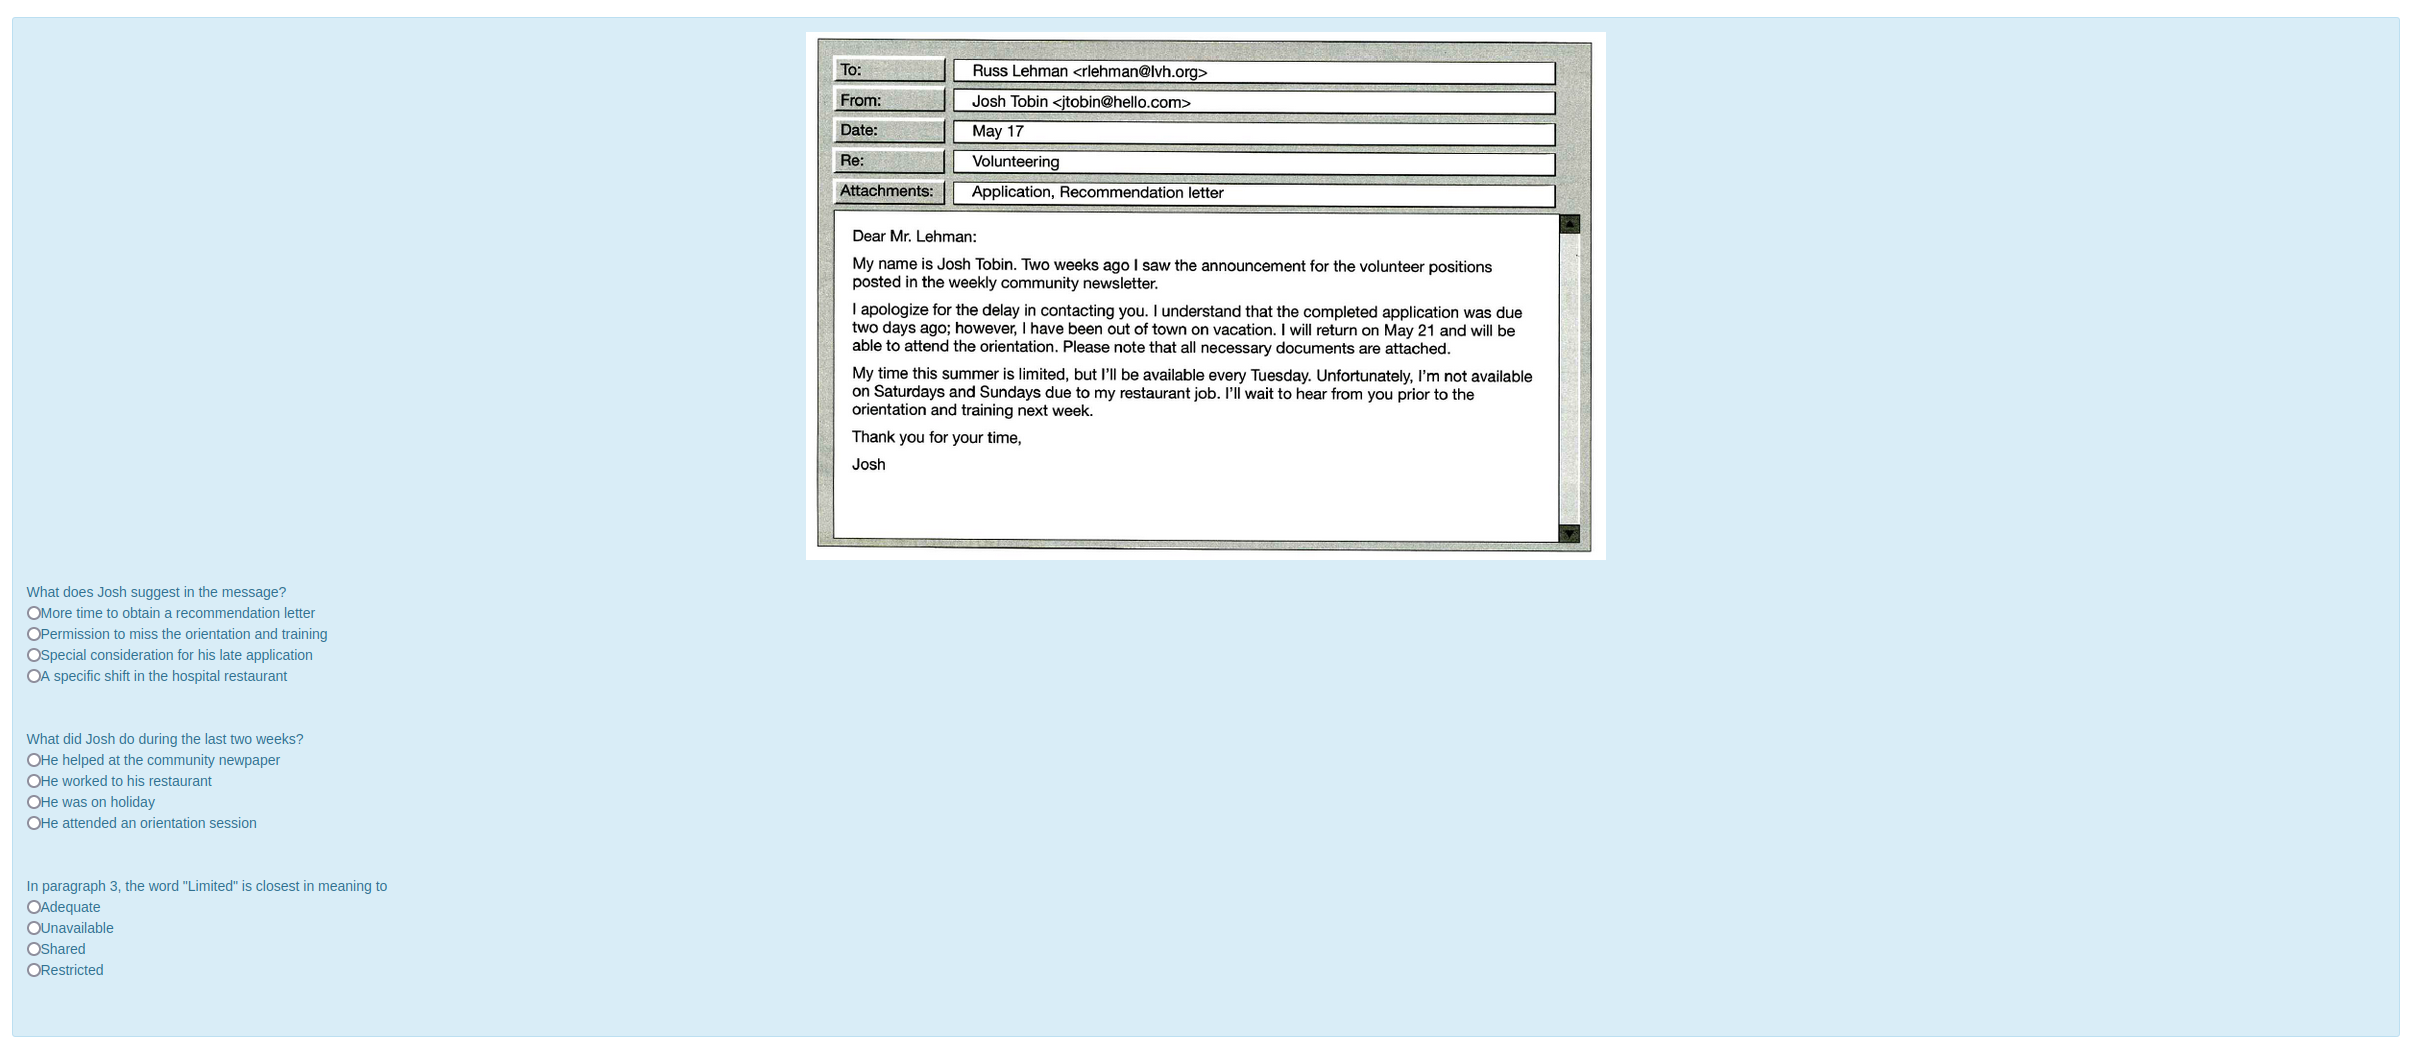 To:
Russ Lehman <rlehman@lvh.org>
From:
Josh Tobin <jtobin@hello.com>
Date:
May 17
Re:
Volunteering
Attachments:
Application, Recommendation letter
Dear Mr. Lehman:
My name is Josh Tobin. Two weeks ago I saw the announcement for the volunteer positions
posted in the weekly community newsletter.
I apologize for the delay in contacting you. I understand that the completed application was due
two days ago; however, I have been out of town on vacation. I will return on May 21 and will be
able to attend the orientation. Please note that all necessary documents are attached.
My time this summer is limited, but I'll be available every Tuesday. Unfortunately, I'm not available
on Saturdays and Sundays due to my restaurant job. I'll wait to hear from you prior to the
orientation and training next week.
Thank you for your time,
Josh
What does Josh suggest in the message?
More time to obtain a recommendation letter
Permission to miss the orientation and training
Special consideration for his late application
A specific shift in the hospital restaurant
What did Josh do during the last two weeks?
He helped at the community newpaper
He worked to his restaurant
He was on holiday
He attended an orientation session
In paragraph 3, the word "Limited" is closest in meaning to
Adequate
Unavailable
Shared
Restricted